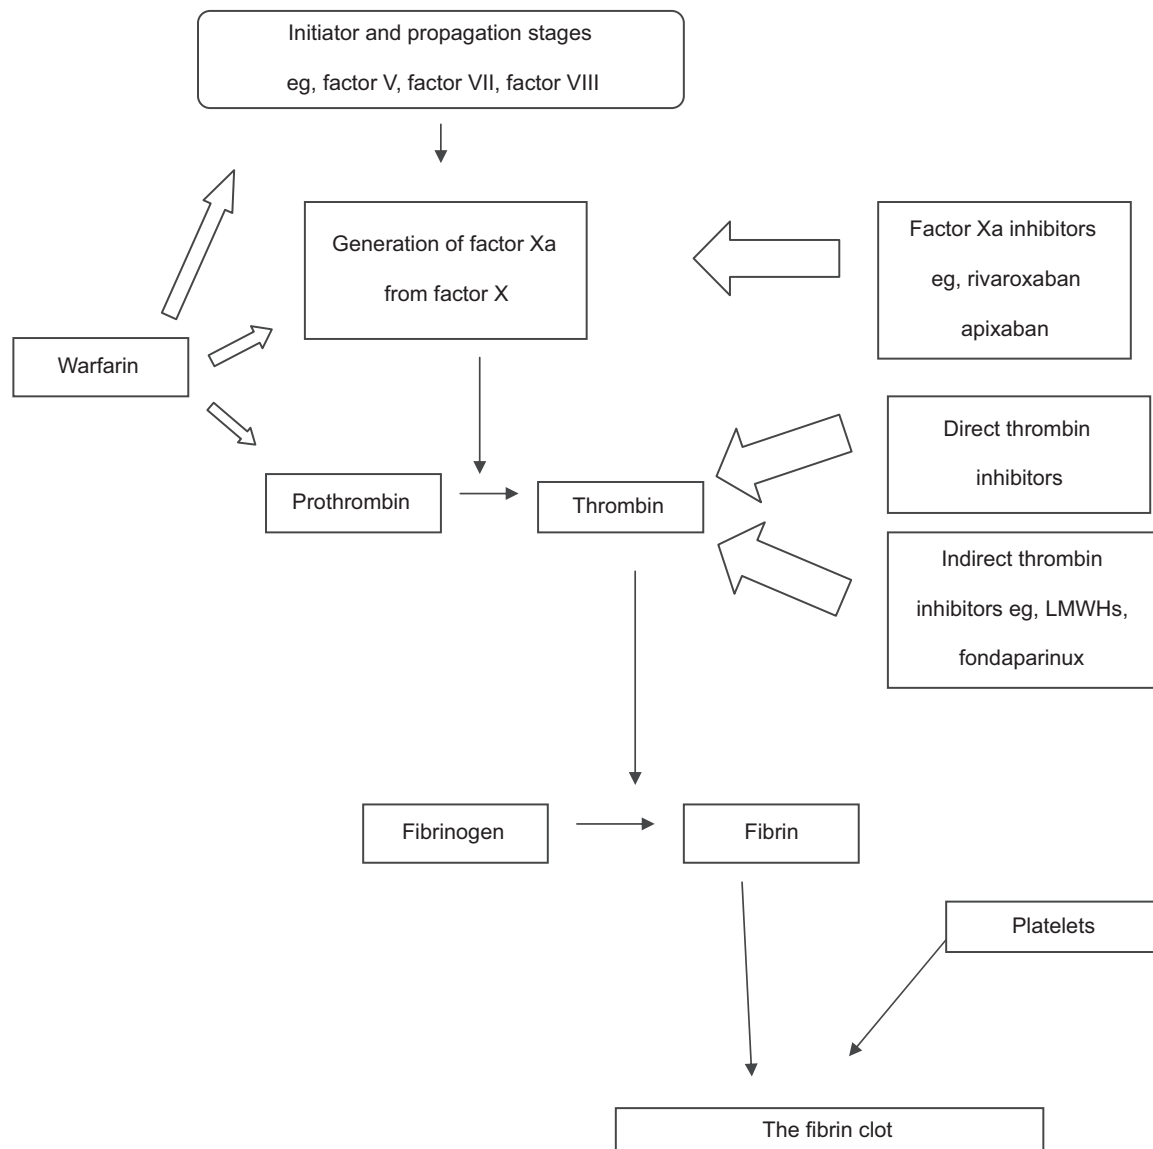 Initiator and propagation stages
eg, factor V, factor VII, factor VIII
Generation of factor Xa
from factor X
Factor Xa inhibitors
eg, rivaroxaban
apixaban
Warfarin
Direct thrombin
inhibitors
Prothrombin
Thrombin
Indirect thrombin
inhibitors eg, LMWHs,
fondaparinux
Fibrinogen
Fibrin
Platelets
The fibrin clot